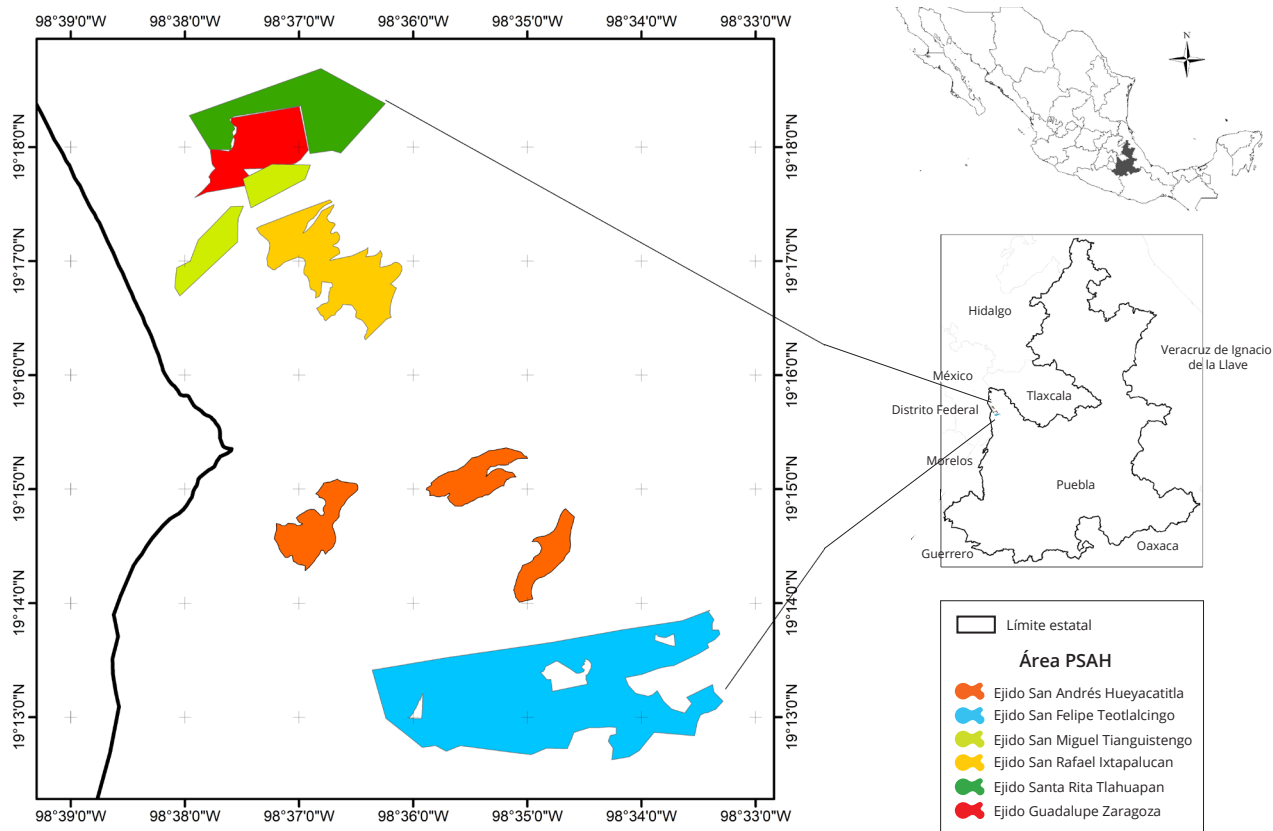 98°39'0"W 98°38'0"W 98°37'0"W 98°36'0"W 98°35'0"W 98°34'0"W 98°33'0"W
19°18'0"N
19°17'0"N
19°16'0"N
19°15'0"N
19°14'0"N
19°13'0"N
19°18'0"N
19°17'0"N
19°16'0"N
19°15'0"N
19°14'0"N
19°13'0"N
98°39'0"W 98°38'0"W 98°37'0"W 98°36'0"W 98°35'0"W 98°34'0"W 98°33'0"W
N
Hidalgo
Veracruz de Ignacio
de la Llave
México
Tlaxcala
Distrito Federal
Morelos
Puebla
Guerrero
Oaxaca
Límite estatal
Área PSAH
Ejido San Andrés Hueyacatitla
Ejido San Felipe Teotlalcingo
Ejido San Miguel Tianguistengo
Ejido San Rafael Ixtapalucan
Ejido Santa Rita Tlahuapan
Ejido Guadalupe Zaragoza